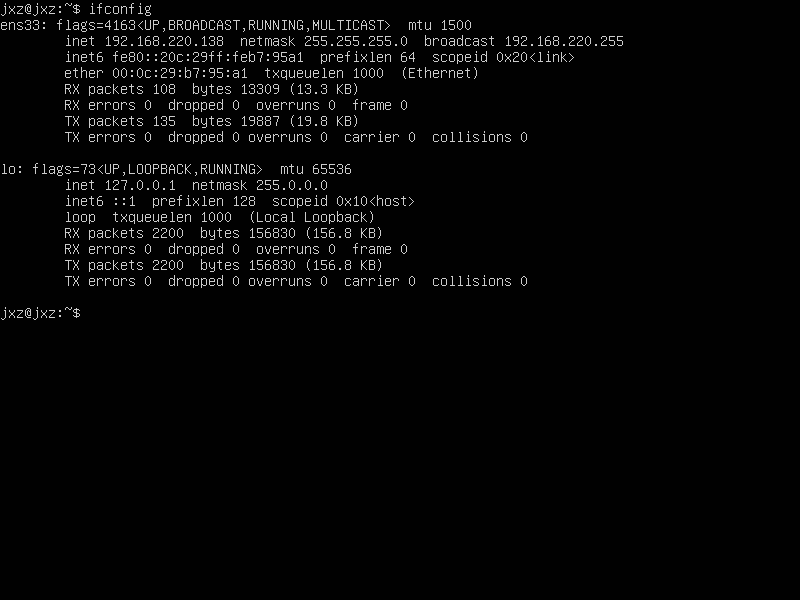 jxz@jxz:~$ ifconfig
ens33: flags=4163<UP,BROADCAST,RUNNING,MULTICAST>  mtu 1500
        inet 192.168.220.138  netmask 255.255.255.0  broadcast 192.168.220.255
        inet6 fe80::20c:29ff:feb7:95a1  prefixlen 64  scopeid 0x20<link>
        ether 00:0c:29:b7:95:a1  txqueuelen 1000  (Ethernet)
        RX packets 108  bytes 13309 (13.3 KB)
        RX errors 0  dropped 0  overruns 0  frame 0
        TX packets 135  bytes 19887 (19.8 KB)
        TX errors 0  dropped 0 overruns 0  carrier 0  collisions 0

lo: flags=73<UP,LOOPBACK,RUNNING>  mtu 65536
        inet 127.0.0.1  netmask 255.0.0.0
        inet6 ::1  prefixlen 128  scopeid 0x10<host>
        loop  txqueuelen 1000  (Local Loopback)
        RX packets 2200  bytes 156830 (156.8 KB)
        RX errors 0  dropped 0  overruns 0  frame 0
        TX packets 2200  bytes 156830 (156.8 KB)
        TX errors 0  dropped 0 overruns 0  carrier 0  collisions 0

jxz@jxz:~$